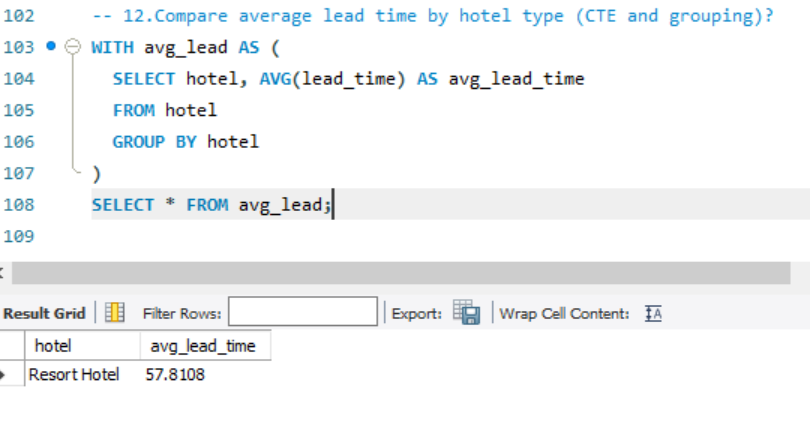 102 -- 12.Compare average lead time by hotel type (CTE and grouping)?
103 WITH avg_lead AS (
104 SELECT hotel, AVG(lead_time) AS avg_lead_time
105 FROM hotel
106 GROUP BY hotel
107 )
108 SELECT * FROM avg_lead;
109
Result Grid Filter Rows: Export: Wrap Cell Content: IA
hotel avg_lead_time
Resort Hotel 57.8108